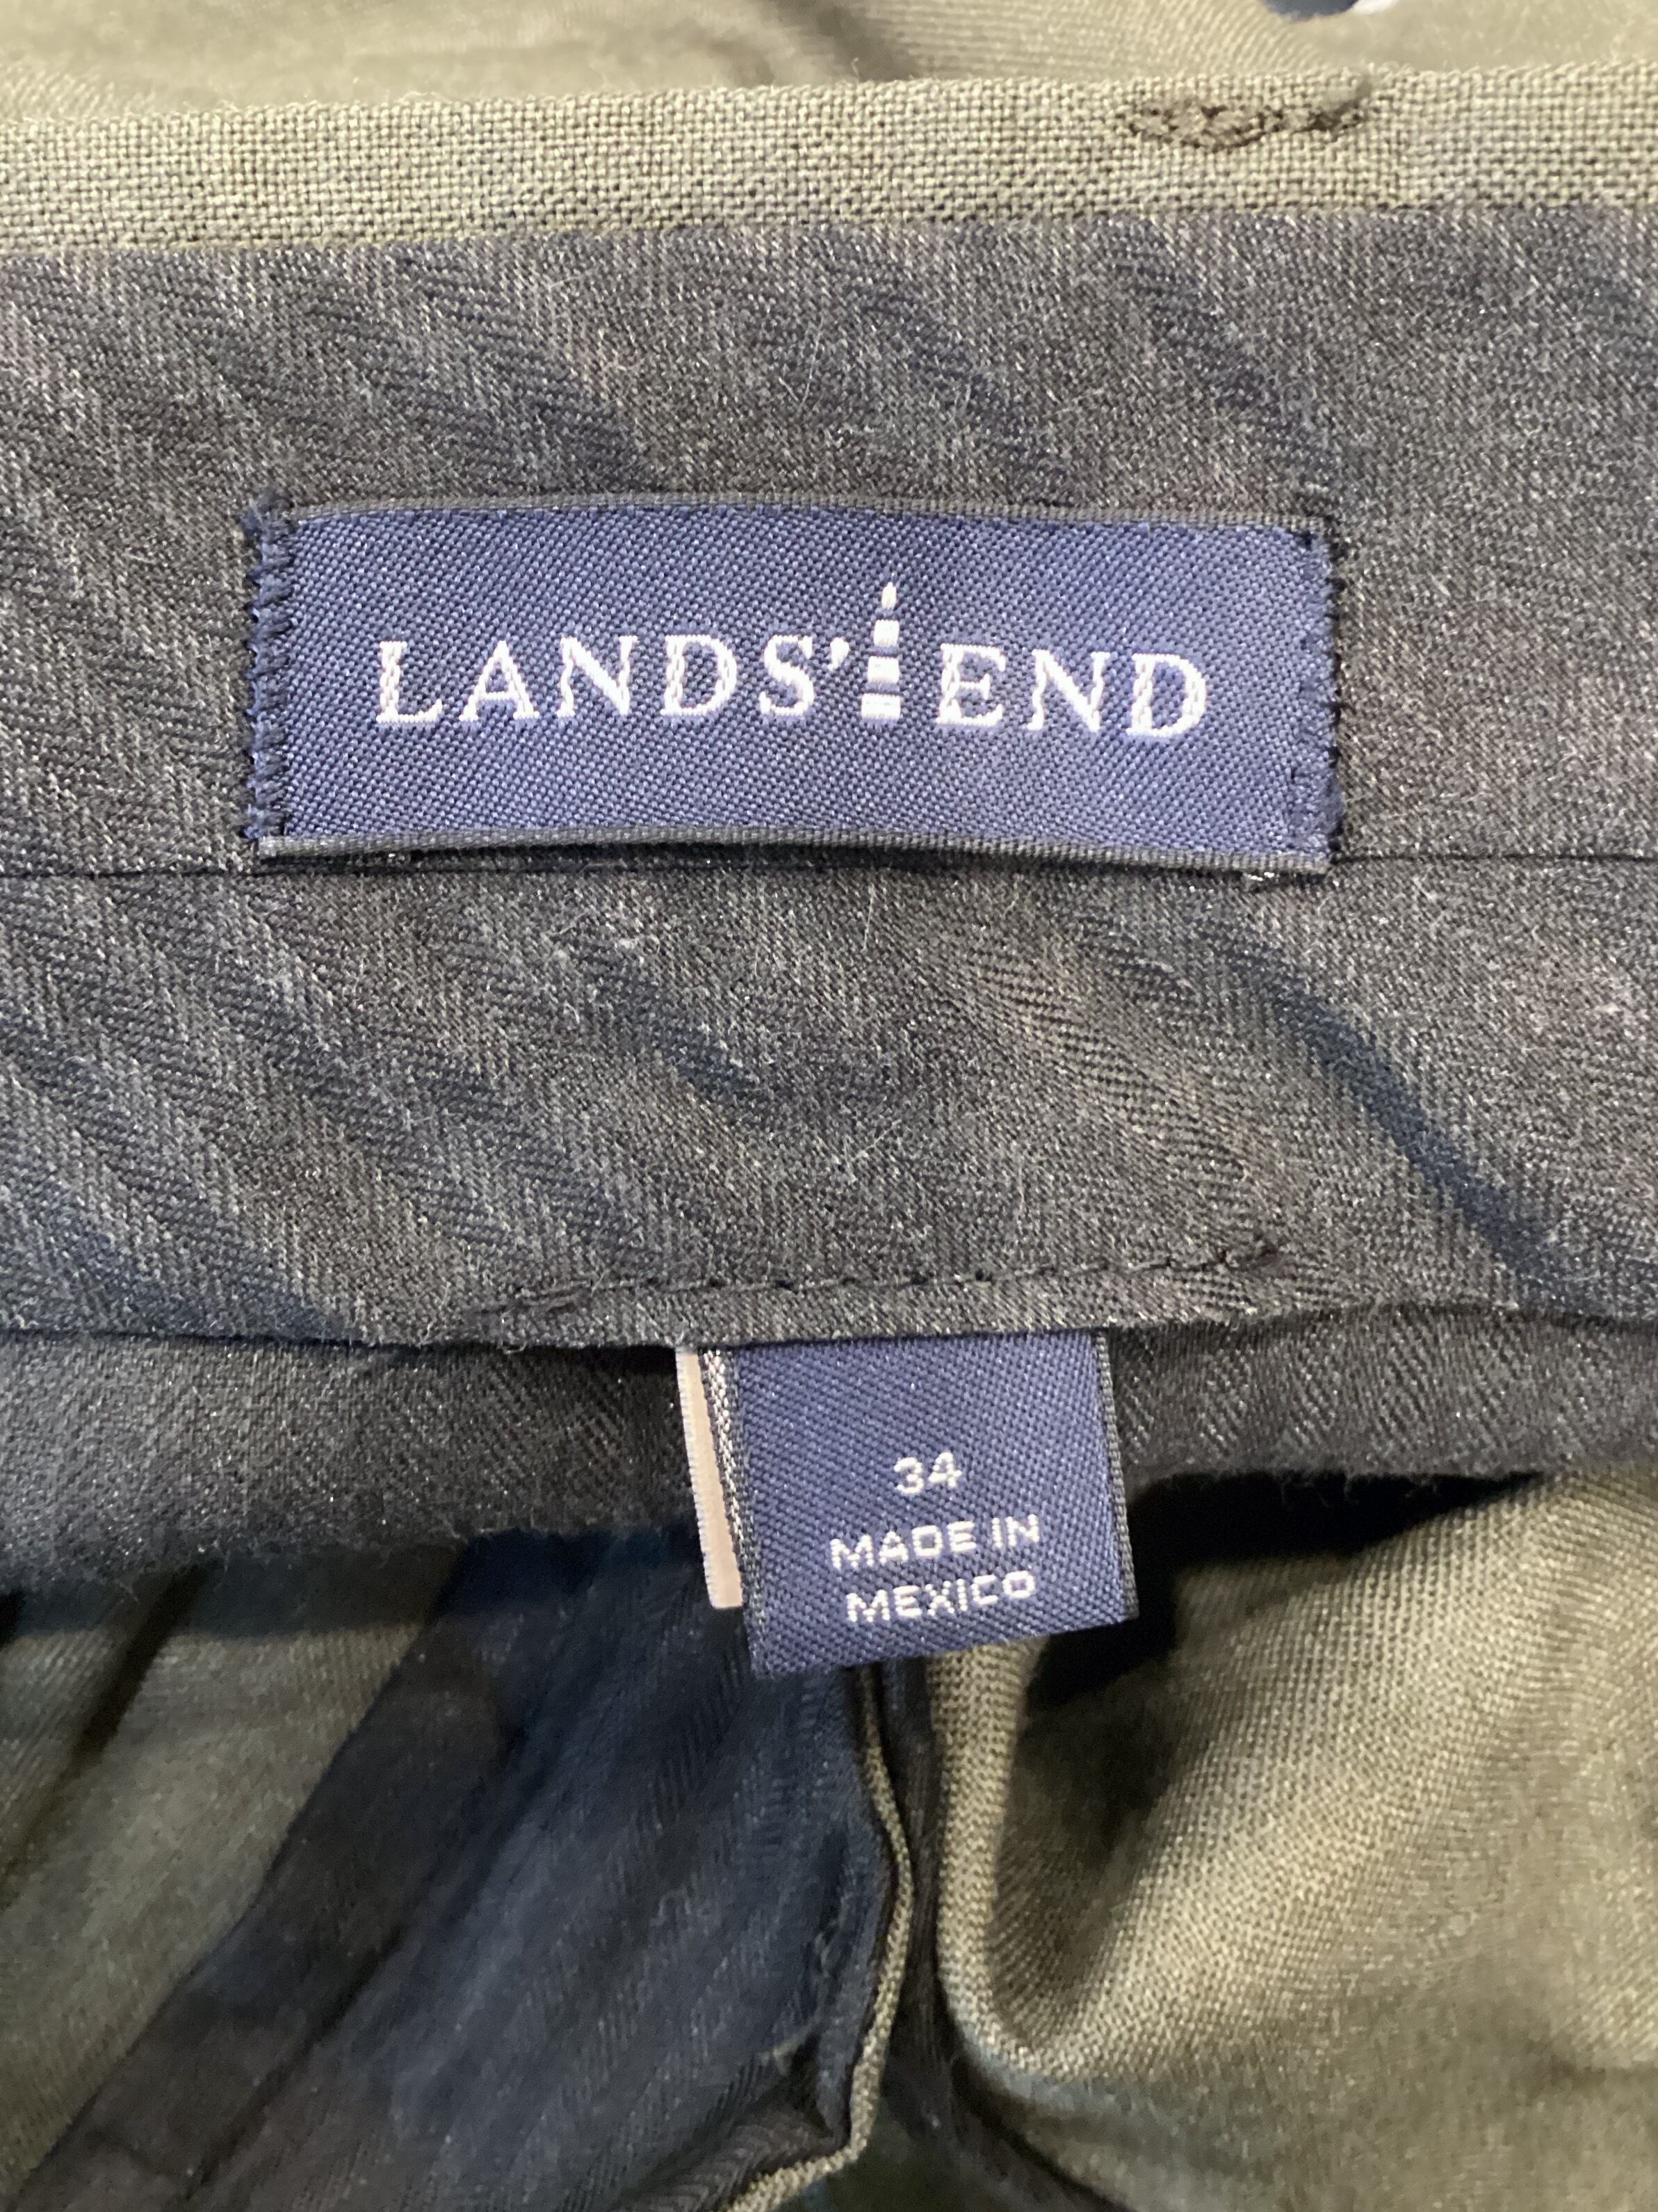 LANDS' END
34
MADE IN
MEXICO